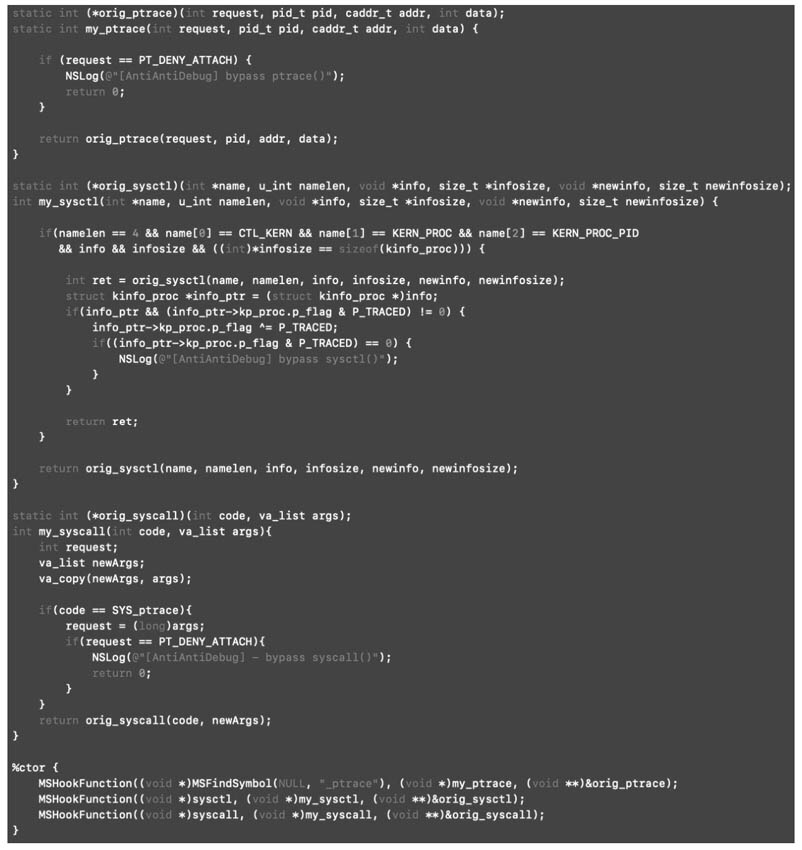 static int (*orig_ptrace)(int request, pid_t pid, caddr_t addr, int data);
static int my_ptrace(int request, pid_t pid, caddr_t addr, int data) {
if (request == PT_DENY_ATTACH) {
NSLog(@"[AntiAntiDebug] bypass ptrace()");
return 0;
}
return orig_ptrace(request, pid, addr, data);
}
static int (*orig_sysctl)(int *name, u_int namelen, void *info, size_t *infosize, void *newinfo, size_t newinfosize);
int my_sysctl(int *name, u_int namelen, void *info, size_t *infosize, void *newinfo, size_t newinfosize) {
if(namelen == 4 && name[0] == CTL_KERN && name[1] == KERN_PROC && name[2] == KERN_PROC_PID
&& info && infosize && ((int)*infosize == sizeof(kinfo_proc))) {
int ret = orig_sysctl(name, namelen, info, infosize, newinfo, newinfosize);
struct kinfo_proc *info_ptr = (struct kinfo_proc *)info;
if(info_ptr && (info_ptr->kp_proc.p_flag & P_TRACED) != 0) {
info_ptr->kp_proc.p_flag ^= P_TRACED;
if((info_ptr->kp_proc.p_flag & P_TRACED) == 0) {
NSLog(@"[AntiAntiDebug] bypass sysctl()");
}
}
return ret;
}
return orig_sysctl(name, namelen, info, infosize, newinfo, newinfosize);
}
static int (*orig_syscall)(int code, va_list args);
int my_syscall(int code, va_list args){
int request;
va_list newArgs;
va_copy(newArgs, args);
if(code == SYS_ptrace){
request = (long)args;
if(request == PT_DENY_ATTACH){
NSLog(@"[AntiAntiDebug] - bypass syscall()");
return 0;
}
}
return orig_syscall(code, newArgs);
}
%ctor {
MSHookFunction((void *)MSFindSymbol(NULL, "_ptrace"), (void *)my_ptrace, (void **)&orig_ptrace);
MSHookFunction((void *)sysctl, (void *)my_sysctl, (void **)&orig_sysctl);
MSHookFunction((void *)syscall, (void *)my_syscall, (void **)&orig_syscall);
}